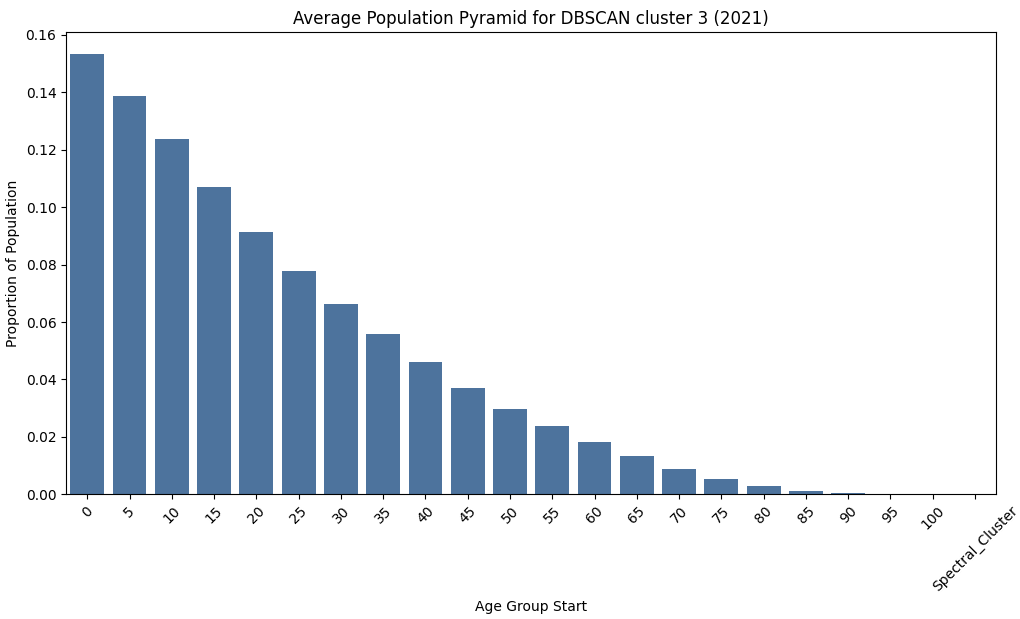 Average Population Pyramid for DBSCAN cluster 3 (2021)
Proportion of Population
0.16
0.14
0.12
0.10
0.08
0.06
0.04
0.02
0.00
0 5 10 15 20 25 30 35 40 45 50 55 60 65 70 75 80 85 90 95 100 Spectral_Cluster
Age Group Start